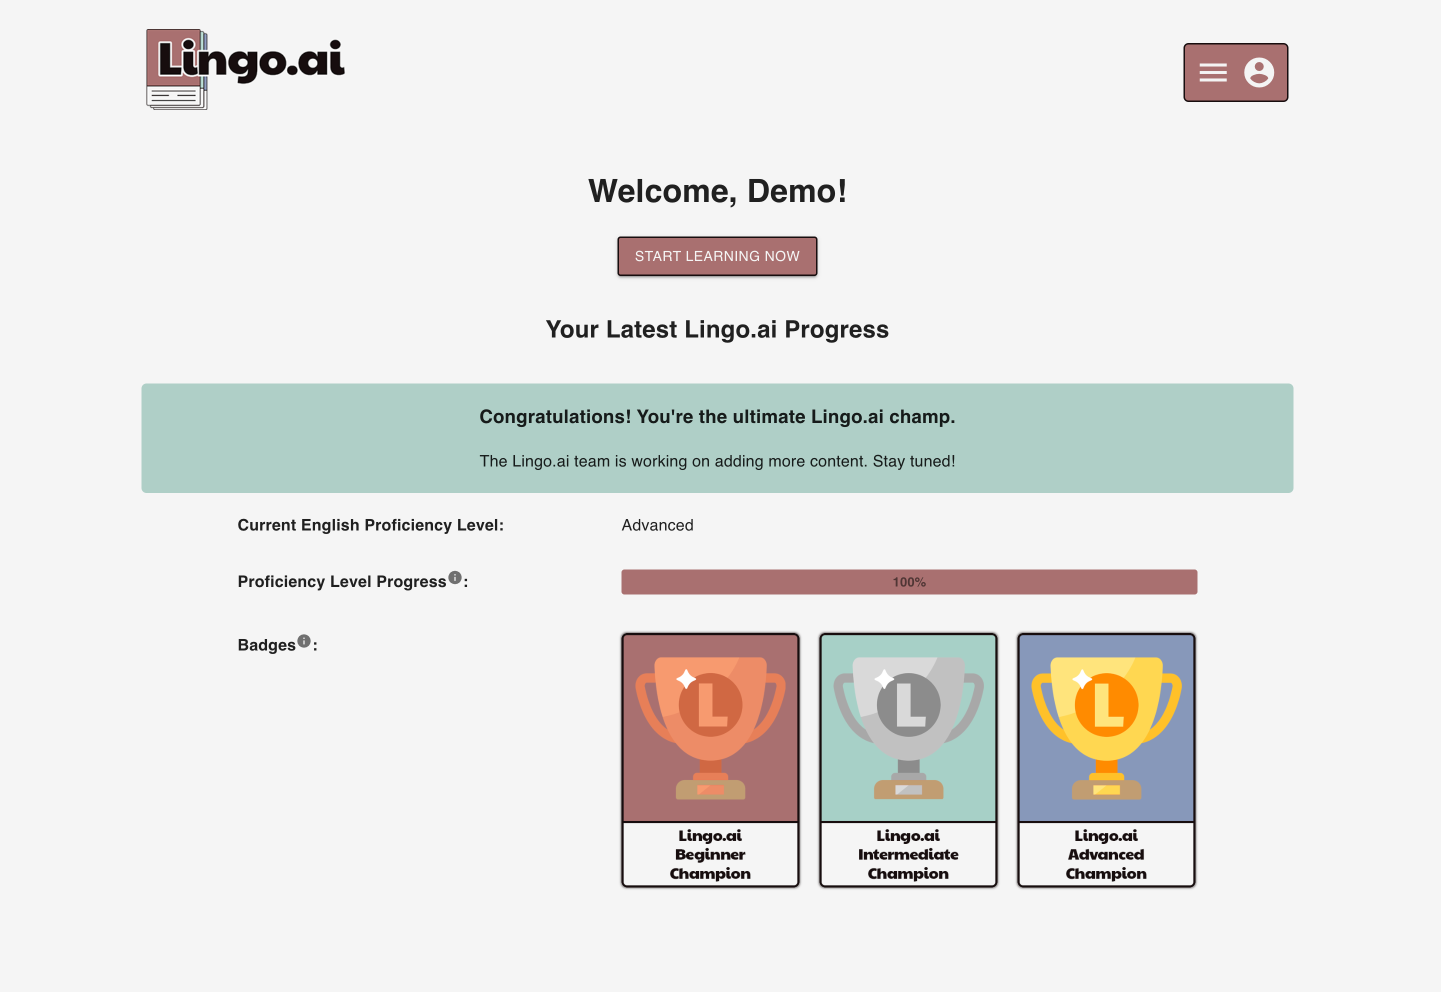 Lingo.ai
Welcome, Demo!
START LEARNING NOW
Your Latest Lingo.ai Progress
Congratulations! You're the ultimate Lingo.ai champ.
The Lingo.ai team is working on adding more content. Stay tuned!
Current English Proficiency Level:
Advanced
Proficiency Level Progress:
100%
Badges:
L
L
L
Lingo.ai
Beginner
Champion
Lingo.ai
Intermediate
Champion
Lingo.ai
Advanced
Champion